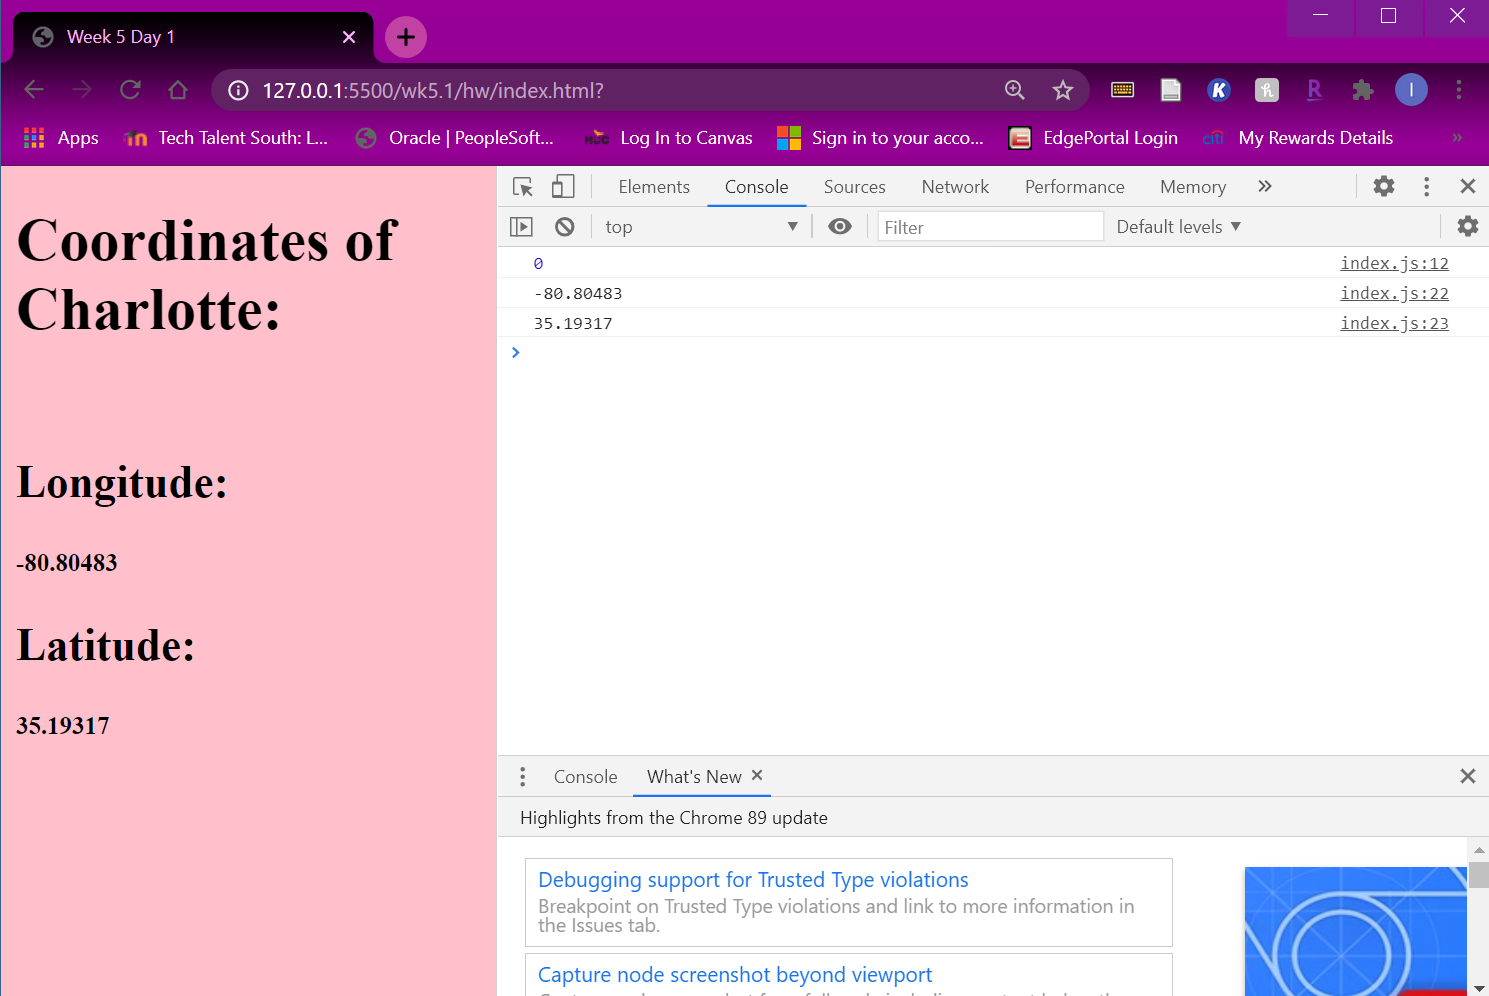 Week 5 Day 1
127.0.0.1:5500/wk5.1/hw/index.html?
Apps
Tech Talent South: L...
Oracle | PeopleSoft...
Log In to Canvas
Sign in to your acco...
EdgePortal Login
My Rewards Details
Coordinates of
Charlotte:
Longitude:
-80.80483
Latitude:
35.19317
Elements Console Sources Network Performance Memory
top Filter Default levels
0 index.js:12
-80.80483 index.js:22
35.19317 index.js:23
Console What's New
Highlights from the Chrome 89 update
Debugging support for Trusted Type violations
Breakpoint on Trusted Type violations and link to more information in
the Issues tab.
Capture node screenshot beyond viewport